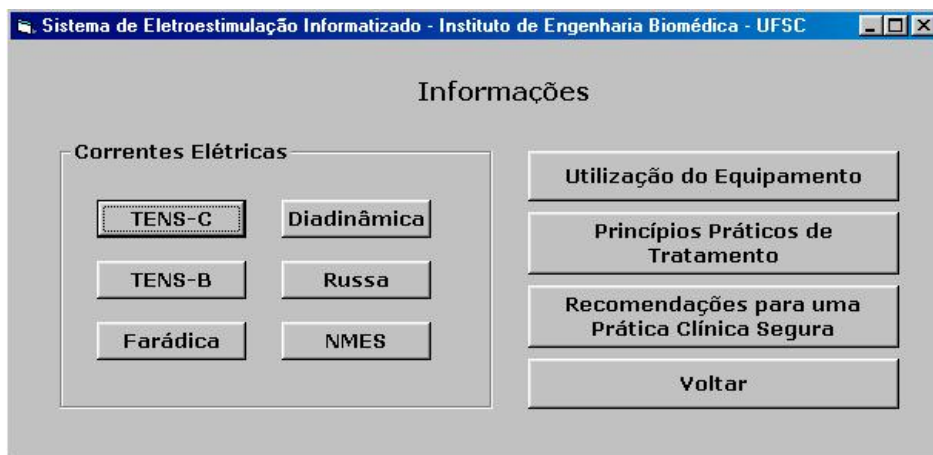 Sistema de Eletroestimulação Informatizado - Instituto de Engenharia Biomédica - UFSC
Informações
Correntes Elétricas
TENS-C
Diadinâmica
TENS-B
Russa
Farádica
NMES
Utilização do Equipamento
Princípios Práticos de
Tratamento
Recomendações para uma
Prática Clínica Segura
Voltar